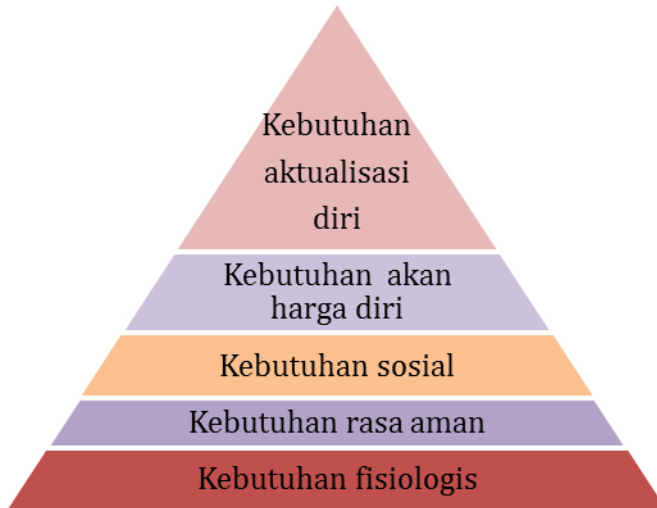 Kebutuhan
aktualisasi
diri
Kebutuhan akan
harga diri
Kebutuhan sosial
Kebutuhan rasa aman
Kebutuhan fisiologis